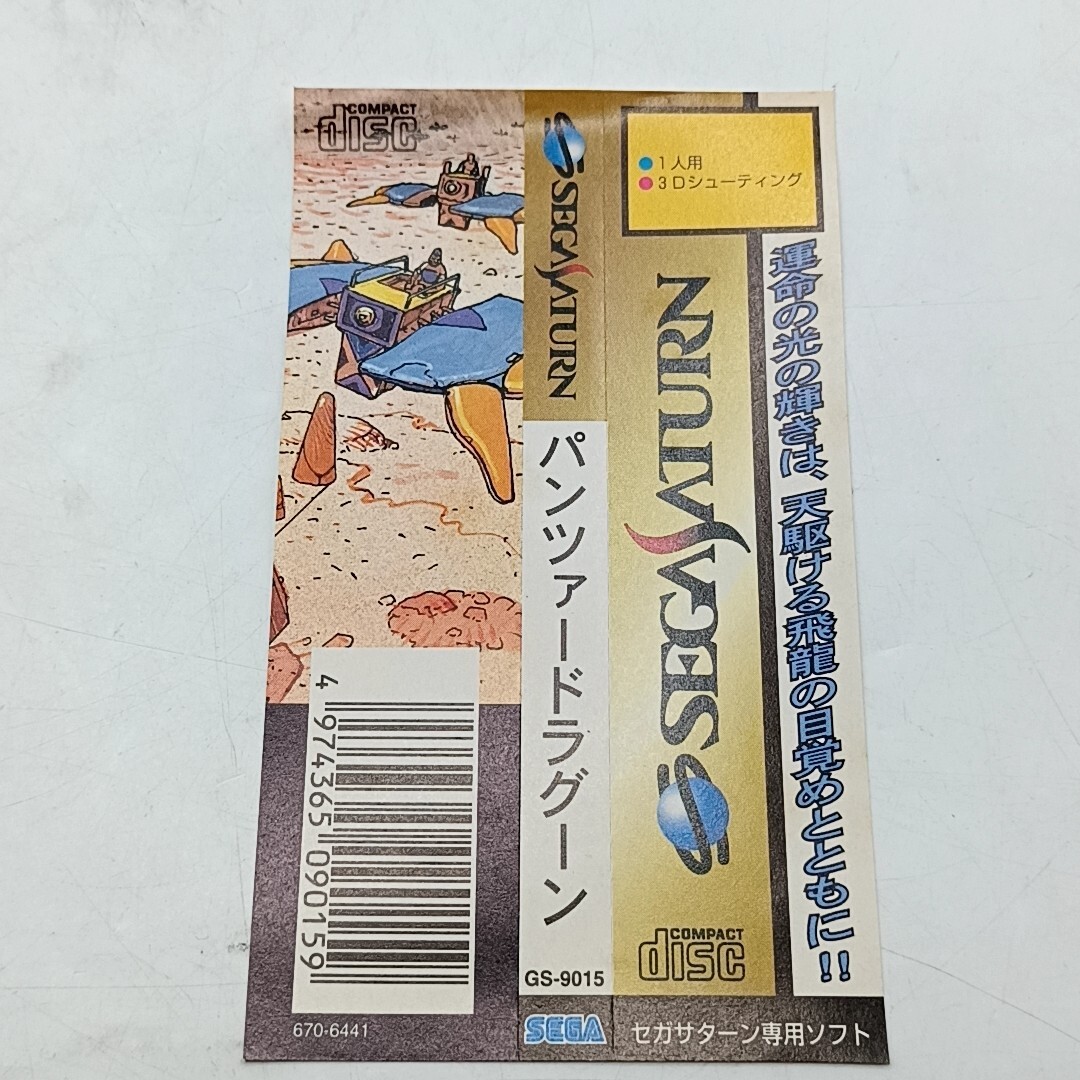 COMPACT
disc
4 974365 090159
670-6441
SEGA SATURN
パンツァードラグーン
GS-9015
SEGA
1人用
3Dシューティング
SEGA SATURN
COMPACT
disc
セガサターン専用ソフト
運命の光の輝きは、天駆ける飛龍の目覚めとともに!!